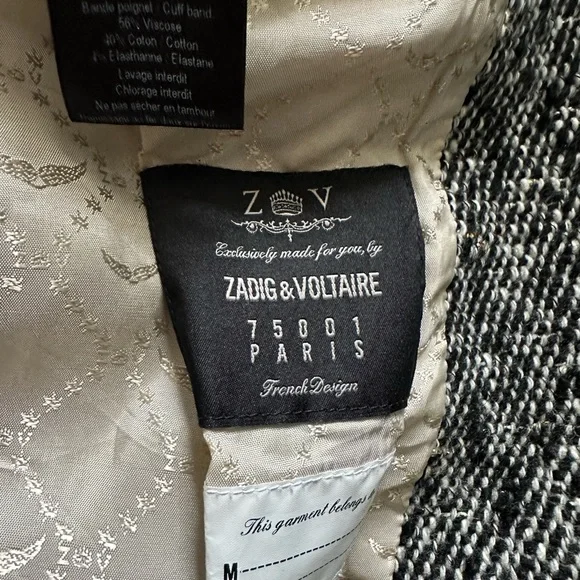 Bande poignet / Cuff band
56% Viscose
40% Coton / Cotton
4% Elasthanne / Elastane
Lavage interdit
Chlorage interdit
Ne pas sécher en tambour
Z V
Exclusively made for you, by
ZADIG & VOLTAIRE
75001
PARIS
French Design
This garment belongs
M